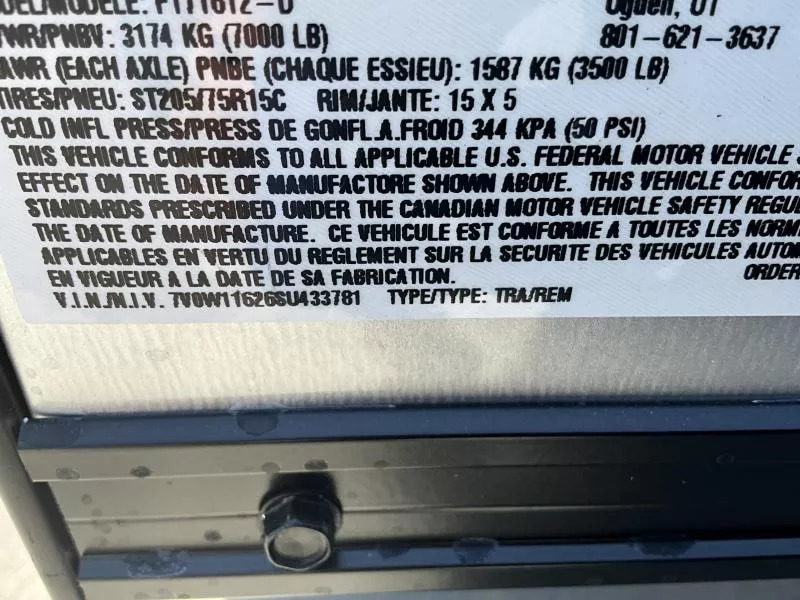 DEL/MODELE: PT71612-D Ogden, UT
VWR/PNBV: 3174 KG (7000 LB) 801-621-3637
AWR (EACH AXLE) PNBE (CHAQUE ESSIEU): 1587 KG (3500 LB)
TIRES/PNEU: ST205/75R15C RIM/JANTE: 15 X 5
COLD INFL PRESS/PRESS DE GONFL.A.FROID 344 KPA (50 PSI)
THIS VEHICLE CONFORMS TO ALL APPLICABLE U.S. FEDERAL MOTOR VEHICLE S
EFFECT ON THE DATE OF MANUFACTORE SHOWN ABOVE. THIS VEHICLE CONFOR
STANDARDS PRESCRIBED UNDER THE CANADIAN MOTOR VEHICLE SAFETY REGU
THE DATE OF MANUFACTURE. CE VEHICULE EST CONFORME A TOUTES LES NORM
APPLICABLES EN VERTU DU REGLEMENT SUR LA SECURITE DES VEHICULES AUTOM
EN VIGUEUR A LA DATE DE SA FABRICATION. ORDER
V.I.N./N.I.V. 7V0W11626SU433781 TYPE/TYPE: TRA/REM